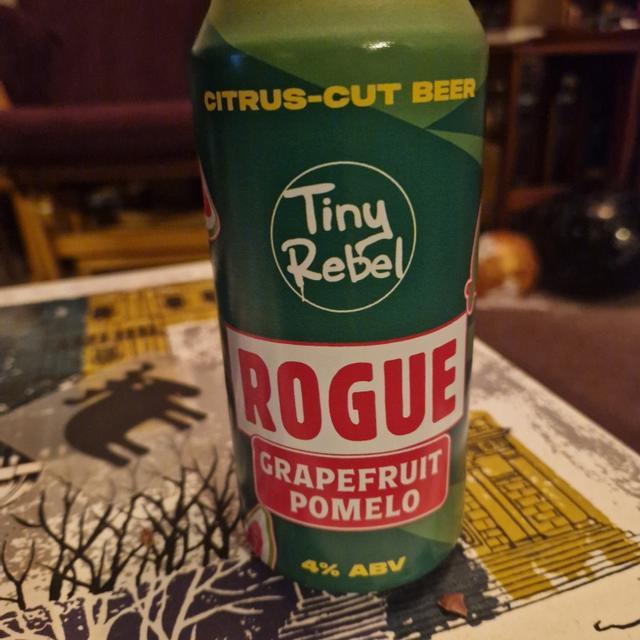 CITRUS-CUT BEER
Tiny
Rebel
ROGUE
GRAPEFRUIT
POMELO
4% ABV